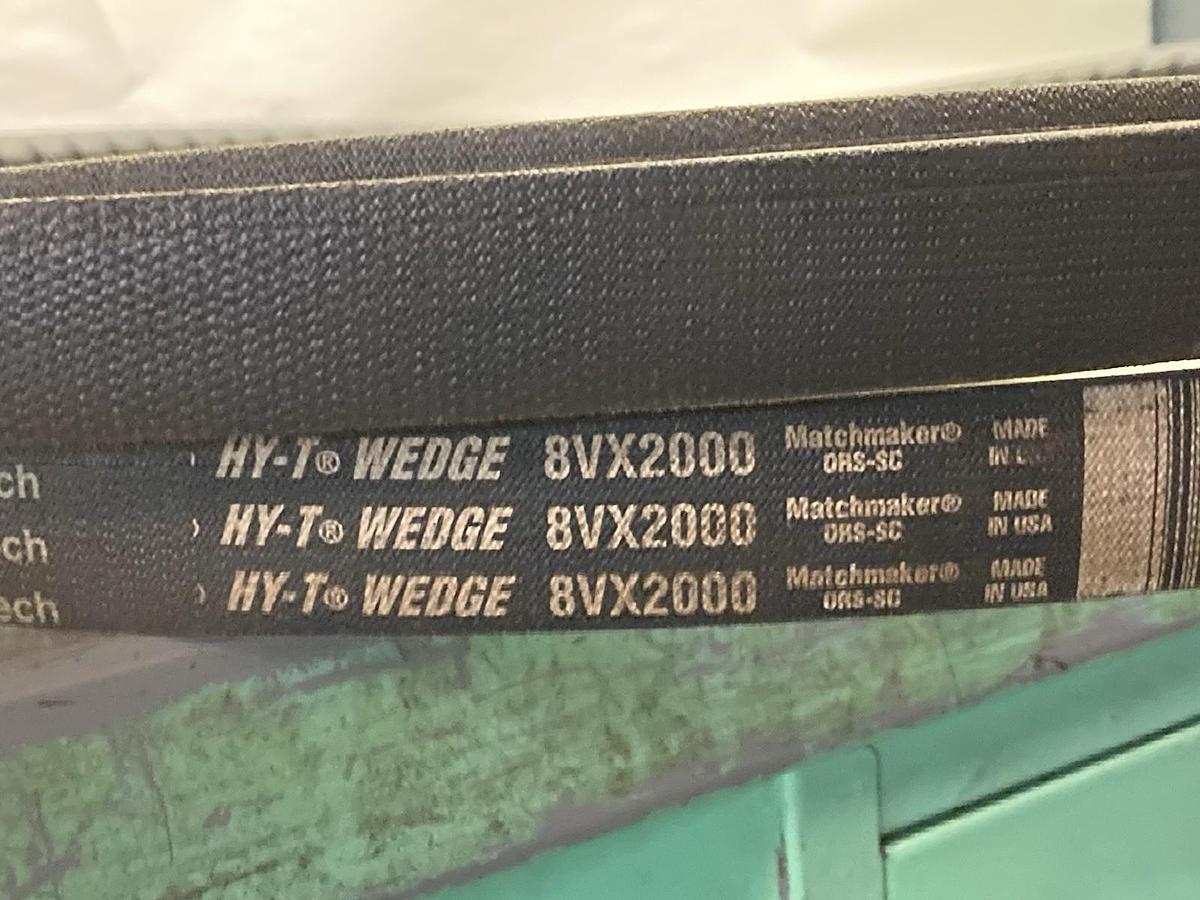 ch HY-T® WEDGE 8VX2000 Matchmaker® ORS-SC MADE IN
ch HY-T® WEDGE 8VX2000 Matchmaker® ORS-SC MADE IN USA
ech HY-T® WEDGE 8VX2000 Matchmaker® ORS-SC MADE IN USA